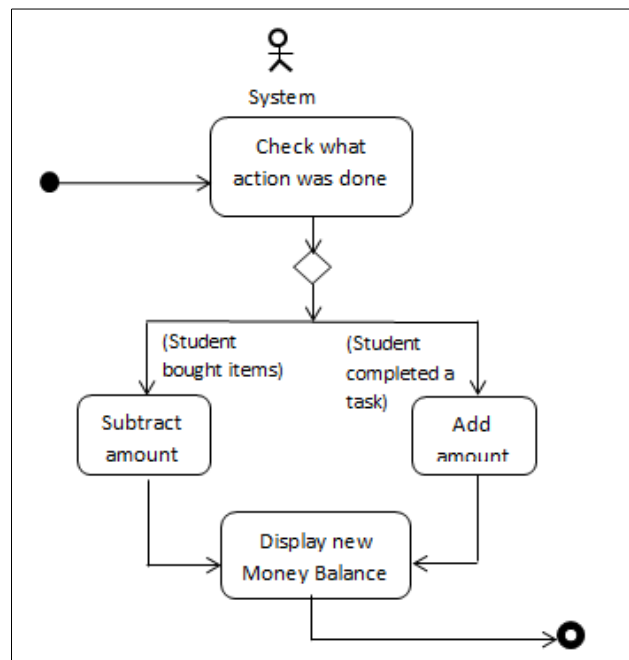 System
Check what
action was done
(Student
bought items)
(Student
completed a
task)
Subtract
amount
Add
amount
Display new
Money Balance